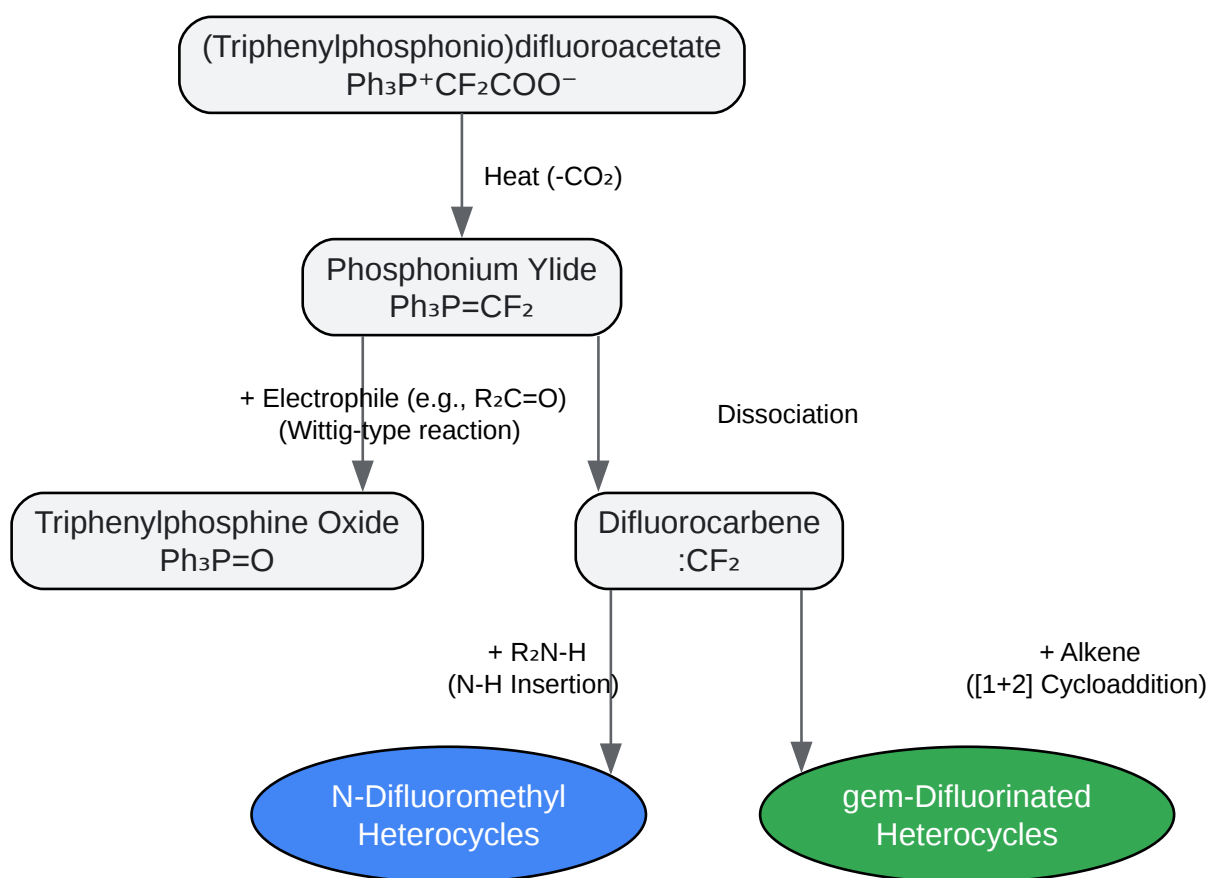 (Triphenylphosphonio)difluoroacetate
Ph₃P⁺CF₂COO⁻
Heat (-CO₂)
Phosphonium Ylide
Ph₃P=CF₂
+ Electrophile (e.g., R₂C=O)
(Wittig-type reaction)
Dissociation
Triphenylphosphine Oxide
Ph₃P=O
Difluorocarbene
:CF₂
+ R₂N-H
(N-H Insertion)
+ Alkene
([1+2] Cycloaddition)
N-Difluoromethyl
Heterocycles
gem-Difluorinated
Heterocycles